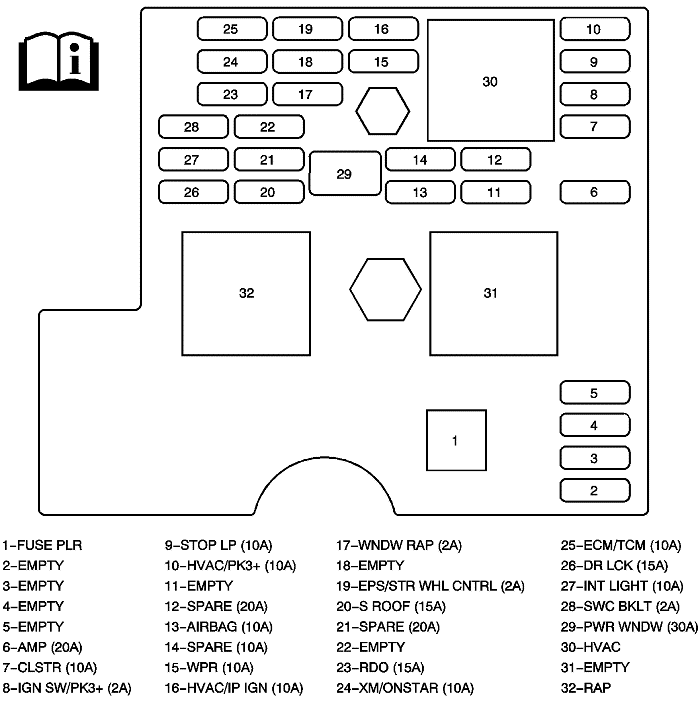 25 19 16 10
24 18 15 9
30
23 17 8
28 22 7
27 21 14 12
29
26 20 13 11 6
32 31
5
4
1
3
2
1-FUSE PLR
2-EMPTY
3-EMPTY
4-EMPTY
5-EMPTY
6-AMP (20A)
7-CLSTR (10A)
8-IGN SW/PK3+ (2A)
9-STOP LP (10A)
10-HVAC/PK3+ (10A)
11-EMPTY
12-SPARE (20A)
13-AIRBAG (10A)
14-SPARE (10A)
15-WPR (10A)
16-HVAC/IP IGN (10A)
17-WNDW RAP (2A)
18-EMPTY
19-EPS/STR WHL CNTRL (2A)
20-S ROOF (15A)
21-SPARE (20A)
22-EMPTY
23-RDO (15A)
24-XM/ONSTAR (10A)
25-ECM/TCM (10A)
26-DR LCK (15A)
27-INT LIGHT (10A)
28-SWC BKLT (2A)
29-PWR WNDW (30A)
30-HVAC
31-EMPTY
32-RAP